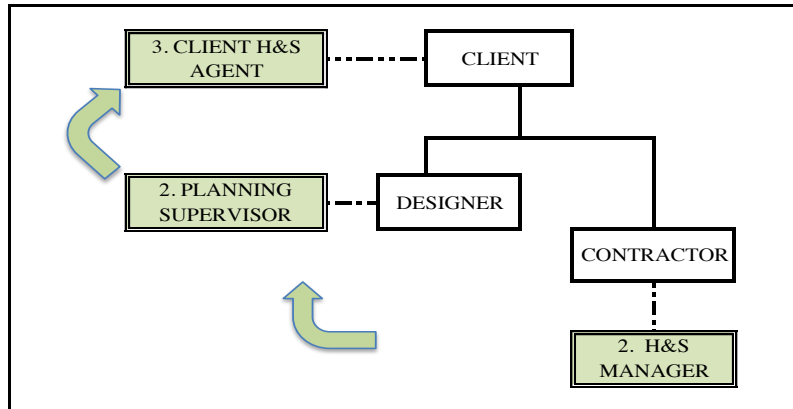 3. CLIENT H&S
AGENT
CLIENT
2. PLANNING
SUPERVISOR
DESIGNER
CONTRACTOR
2. H&S
MANAGER